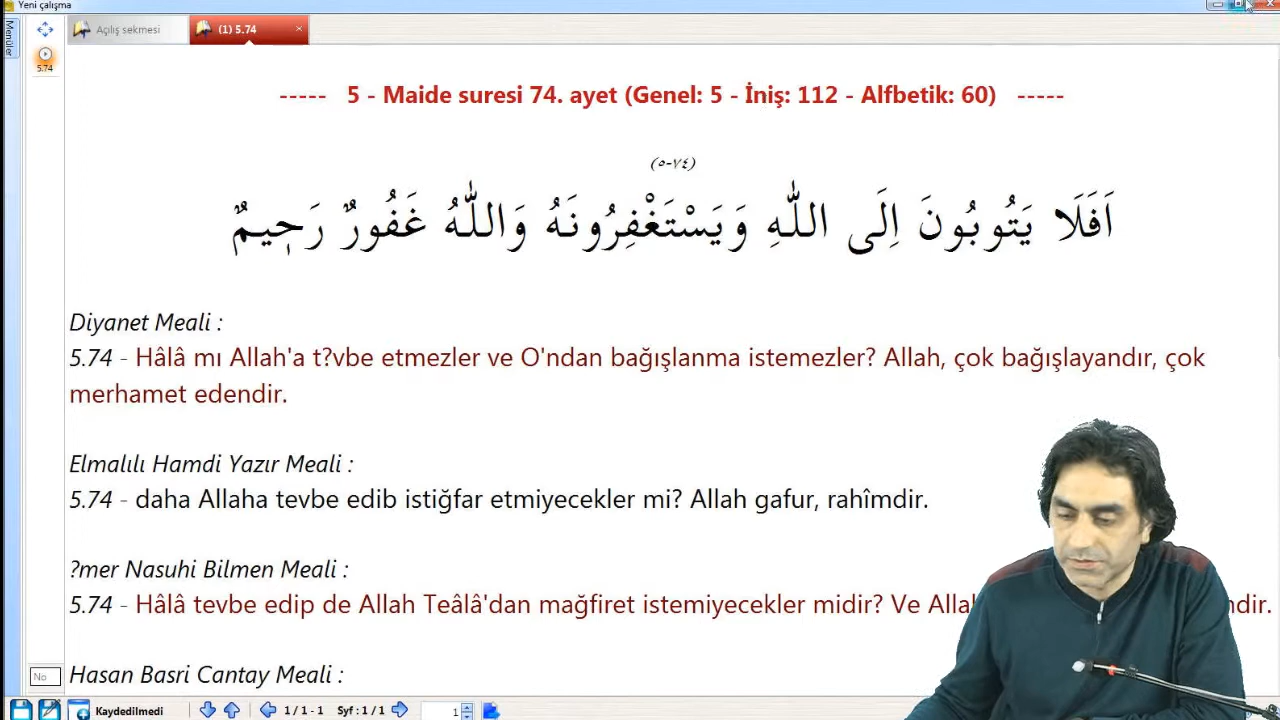 Yeni çalışma
Menüler
Açılış sekmesi
(1) 5.74
5.74
----- 5 - Maide suresi 74. ayet (Genel: 5 - İniş: 112 - Alfbetik: 60) -----
(٥-٧٤)
اَفَلَا يَتُوبُونَ اِلَى اللّٰهِ وَيَسْتَغْفِرُونَهُ وَاللّٰهُ غَفُورٌ رَح۪يمٌ
Diyanet Meali :
5.74 - Hâlâ mı Allah'a t?vbe etmezler ve O'ndan bağışlanma istemezler? Allah, çok bağışlayandır, çok
merhamet edendir.
Elmalılı Hamdi Yazır Meali :
5.74 - daha Allaha tevbe edib istiğfar etmiyecekler mi? Allah gafur, rahîmdir.
?mer Nasuhi Bilmen Meali :
5.74 - Hâlâ tevbe edip de Allah Teâlâ'dan mağfiret istemiyecekler midir? Ve Alla
Hasan Basri Cantay Meali :
No
Kaydedilmedi
1 / 1 - 1
Syf : 1 / 1
1